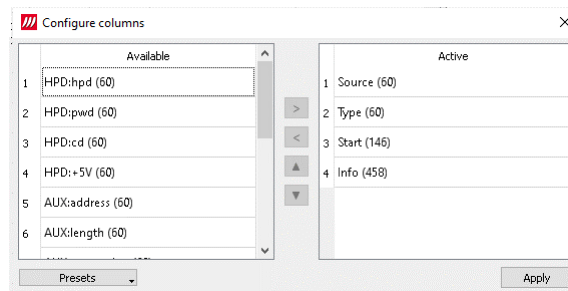 Configure columns
Available
1 HPD:hpd (60)
2 HPD:pwd (60)
3 HPD:cd (60)
4 HPD:+5V (60)
5 AUX:address (60)
6 AUX:length (60)
>
<
Active
1 Source (60)
2 Type (60)
3 Start (146)
4 Info (458)
Presets
Apply